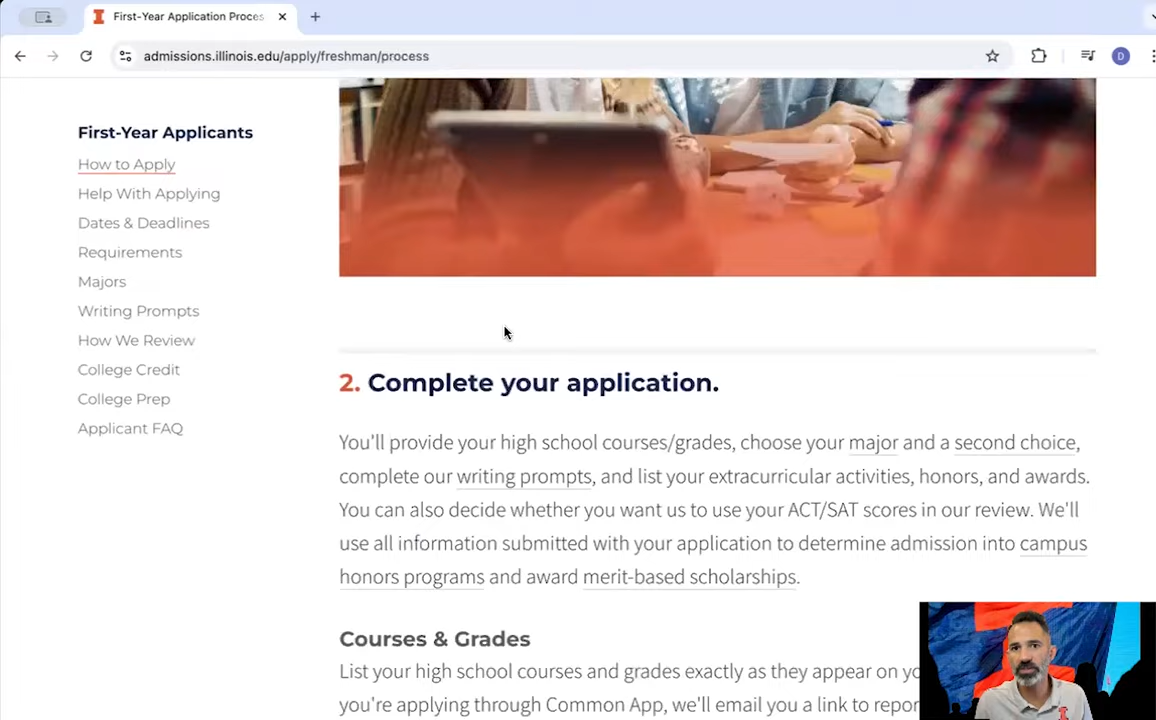 First-Year Application Proces
admissions.illinois.edu/apply/freshman/process
D
First-Year Applicants
How to Apply
Help With Applying
Dates & Deadlines
Requirements
Majors
Writing Prompts
How We Review
College Credit
College Prep
Applicant FAQ
2. Complete your application.
You'll provide your high school courses/grades, choose your major and a second choice,
complete our writing prompts, and list your extracurricular activities, honors, and awards.
You can also decide whether you want us to use your ACT/SAT scores in our review. We'll
use all information submitted with your application to determine admission into campus
honors programs and award merit-based scholarships.
Courses & Grades
List your high school courses and grades exactly as they appear on yo
you're applying through Common App, we'll email you a link to repor